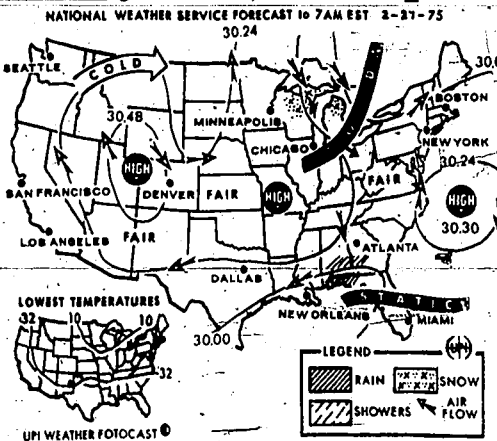 NATIONAL WEATHER SERVICE FORECAST to 7AM EST 2-27-75
30.24
SEATTLE
COLD
30.48
MINNEAPOLIS
BOSTON
CHICAGO
NEW YORK
30.24
HIGH
DENVER
FAIR
HIGH
FAIR
HIGH
30.30
SAN FRANCISCO
LOS ANGELES
FAIR
ATLANTA
DALLAS
STATIC
NEW ORLEANS
MIAMI
30.00
LOWEST TEMPERATURES
32
10
10
32
LEGEND
UPI
RAIN
SNOW
SHOWERS
AIR
FLOW
UPI WEATHER FOTOCAST ©